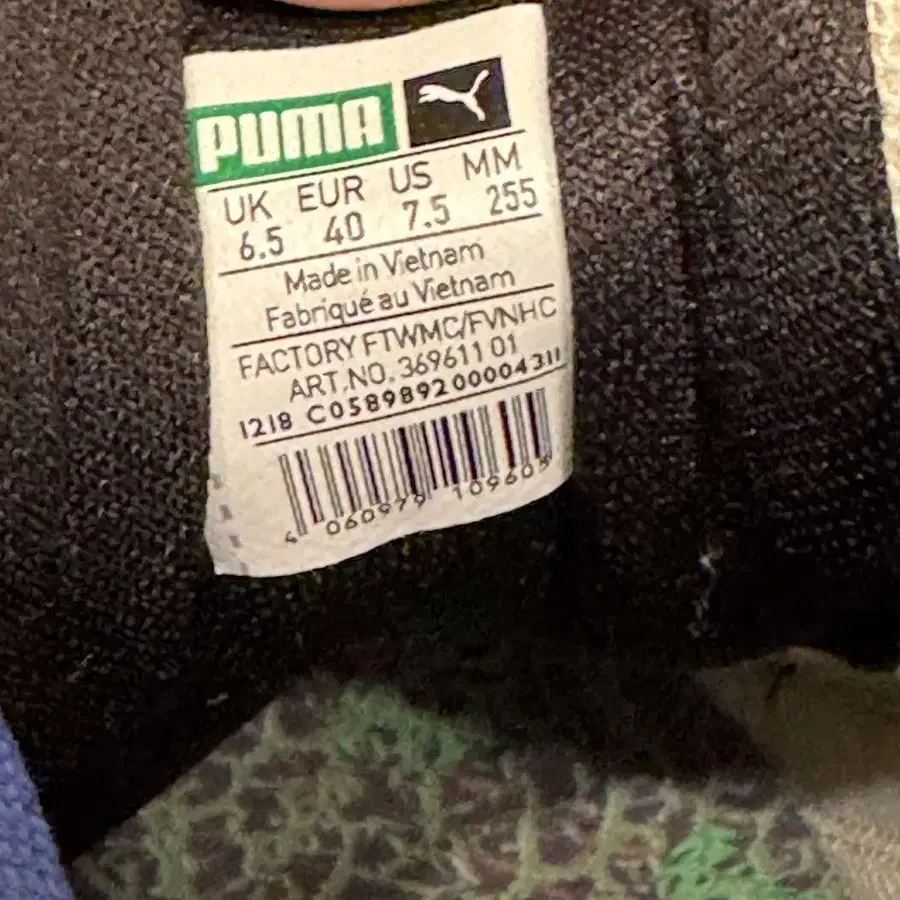 PUMA
UK EUR US MM
6.5 40 7.5 255
Made in Vietnam
Fabriqué au Vietnam
FACTORY FTWMC/FVNHC
ART.NO. 369611 01
1218 C058989200004311
4 060979 109605